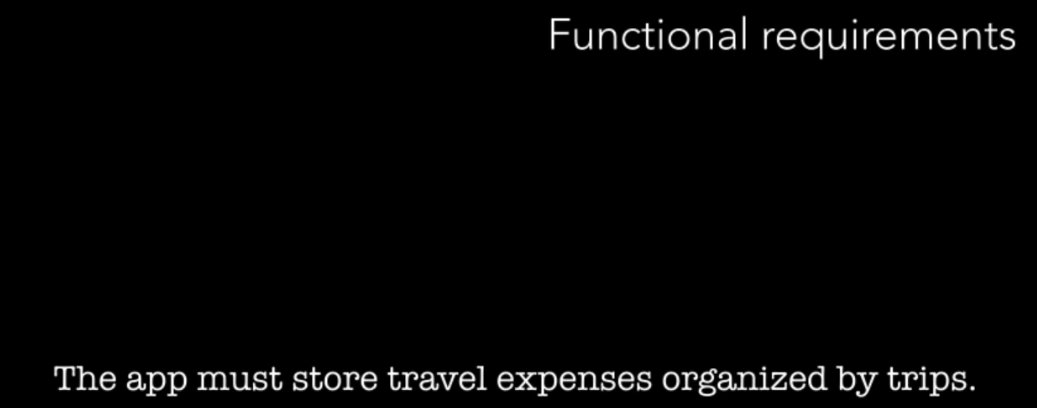 Functional requirements
The app must store travel expenses organized by trips.